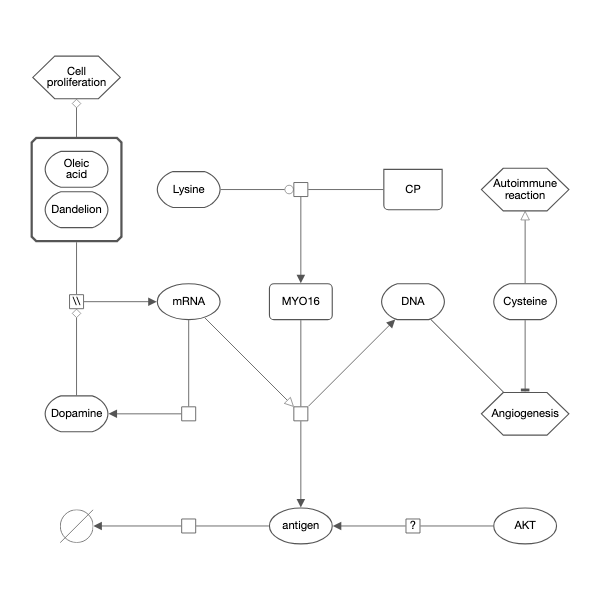 Cell
proliferation
Oleic
acid
Dandelion
Lysine
CP
Autoimmune
reaction
\\
mRNA
MYO16
DNA
Cysteine
Dopamine
Angiogenesis
antigen
?
AKT